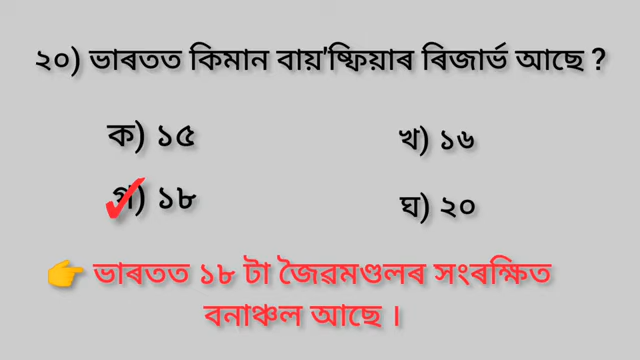 ২০) ভাৰতত কিমান বায়'ষ্ফিয়াৰ ৰিজাৰ্ভ আছে ?
ক) ১৫ খ) ১৬
গ) ১৮ ঘ) ২০
👉 ভাৰতত ১৮ টা জৈৱমণ্ডলৰ সংৰক্ষিত
বনাঞ্চল আছে ।